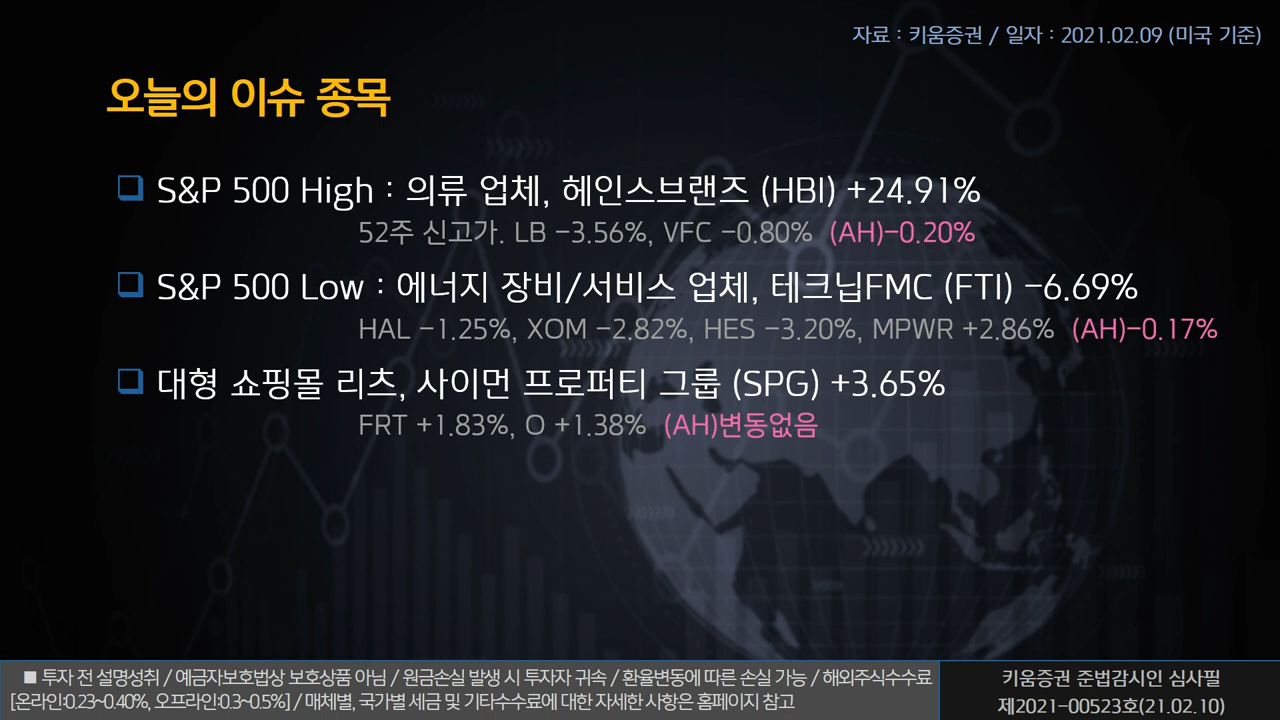 자료 : 키움증권 / 일자 : 2021.02.09 (미국 기준)
오늘의 이슈 종목
❑ S&P 500 High : 의류 업체, 헤인스브랜즈 (HBI) +24.91%
52주 신고가. LB -3.56%, VFC -0.80% (AH)-0.20%
❑ S&P 500 Low : 에너지 장비/서비스 업체, 테크닙FMC (FTI) -6.69%
HAL -1.25%, XOM -2.82%, HES -3.20%, MPWR +2.86% (AH)-0.17%
❑ 대형 쇼핑몰 리츠, 사이먼 프로퍼티 그룹 (SPG) +3.65%
FRT +1.83%, O +1.38% (AH)변동없음
■ 투자 전 설명성취 / 예금자보호법상 보호상품 아님 / 원금손실 발생 시 투자자 귀속 / 환율변동에 따른 손실 가능 / 해외주식수수료
[온라인:0.23~0.40%, 오프라인:0.3~0.5%] / 매체별, 국가별 세금 및 기타수수료에 대한 자세한 사항은 홈페이지 참고
키움증권 준법감시인 심사필
제2021-00523호(21.02.10)